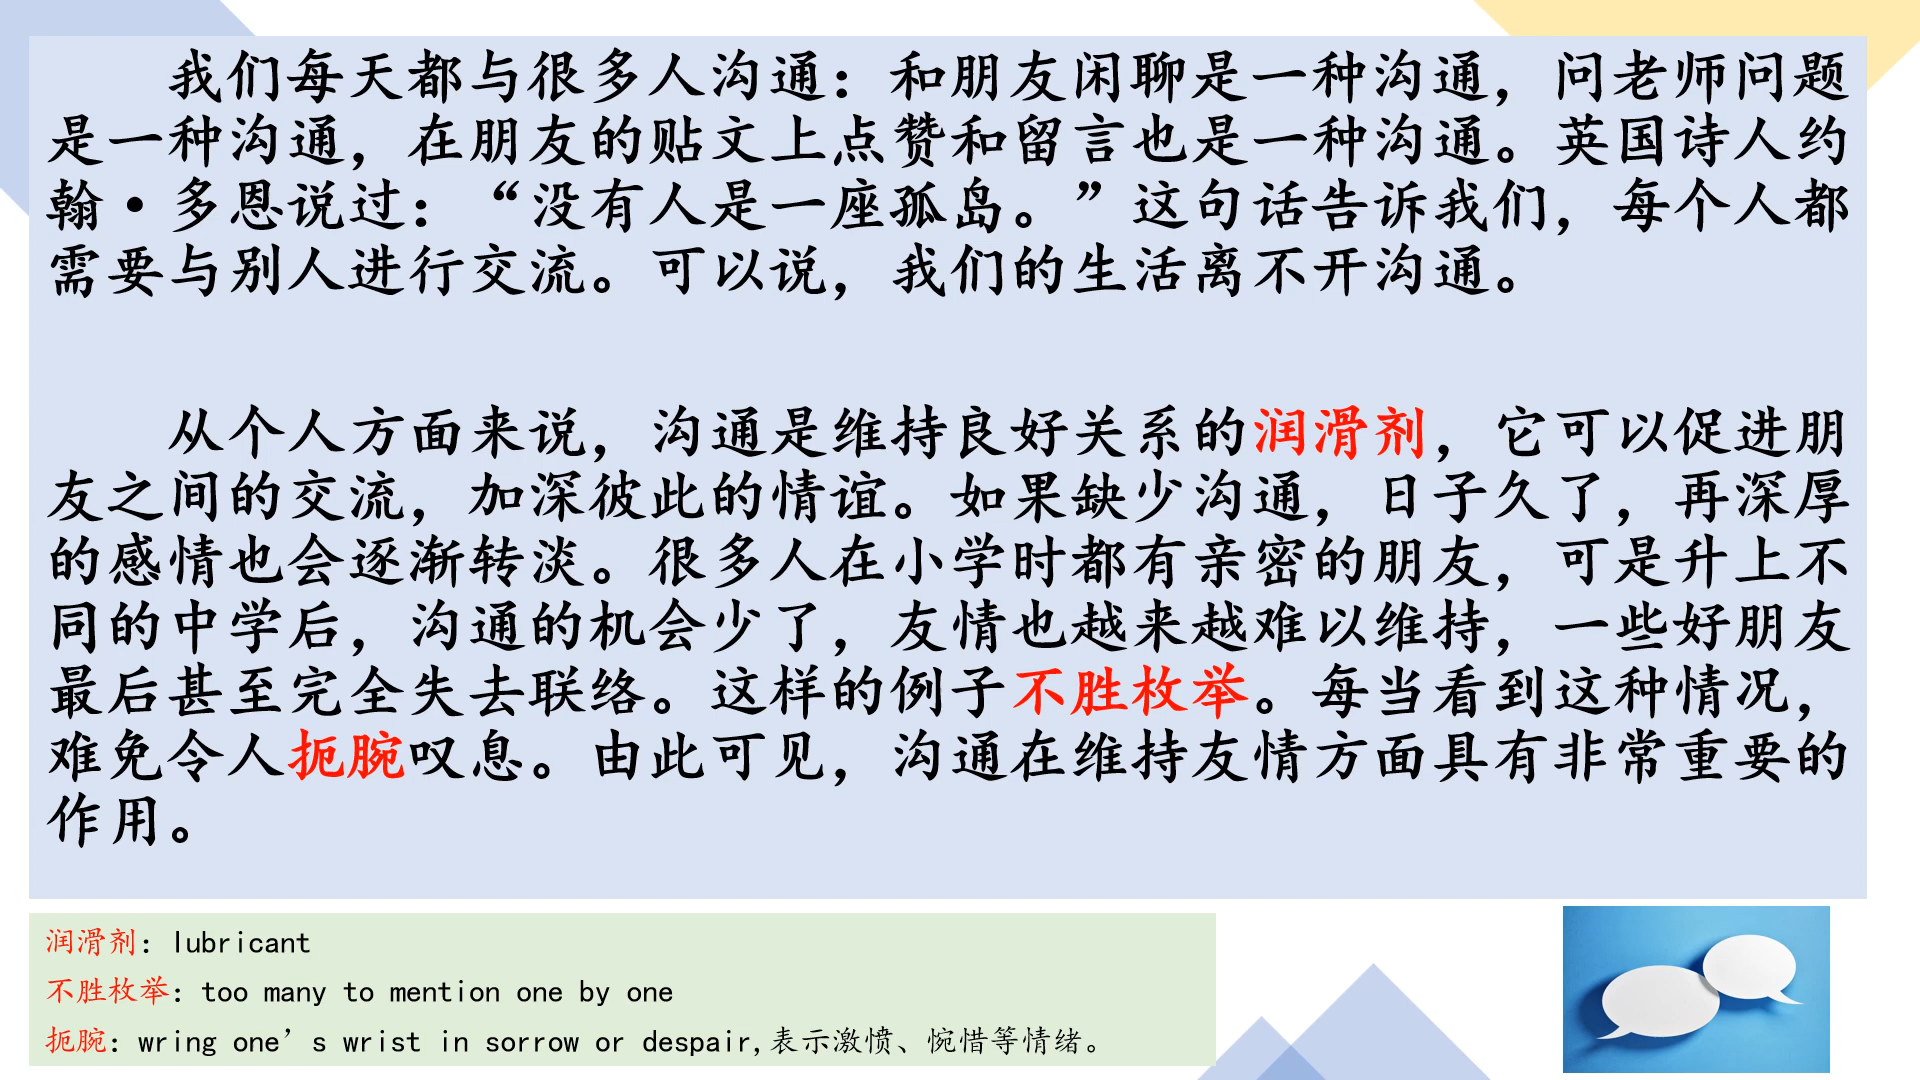 我们每天都与很多人沟通：和朋友闲聊是一种沟通，问老师问题
是一种沟通，在朋友的贴文上点赞和留言也是一种沟通。英国诗人约
翰·多恩说过：“没有人是一座孤岛。”这句话告诉我们，每个人都
需要与别人进行交流。可以说，我们的生活离不开沟通。
从个人方面来说，沟通是维持良好关系的润滑剂，它可以促进朋
友之间的交流，加深彼此的情谊。如果缺少沟通，日子久了，再深厚
的感情也会逐渐转淡。很多人在小学时都有亲密的朋友，可是升上不
同的中学后，沟通的机会少了，友情也越来越难以维持，一些好朋友
最后甚至完全失去联络。这样的例子不胜枚举。每当看到这种情况，
难免令人扼腕叹息。由此可见，沟通在维持友情方面具有非常重要的
作用。
润滑剂：lubricant
不胜枚举：too many to mention one by one
扼腕：wring one’s wrist in sorrow or despair,表示激愤、惋惜等情绪。